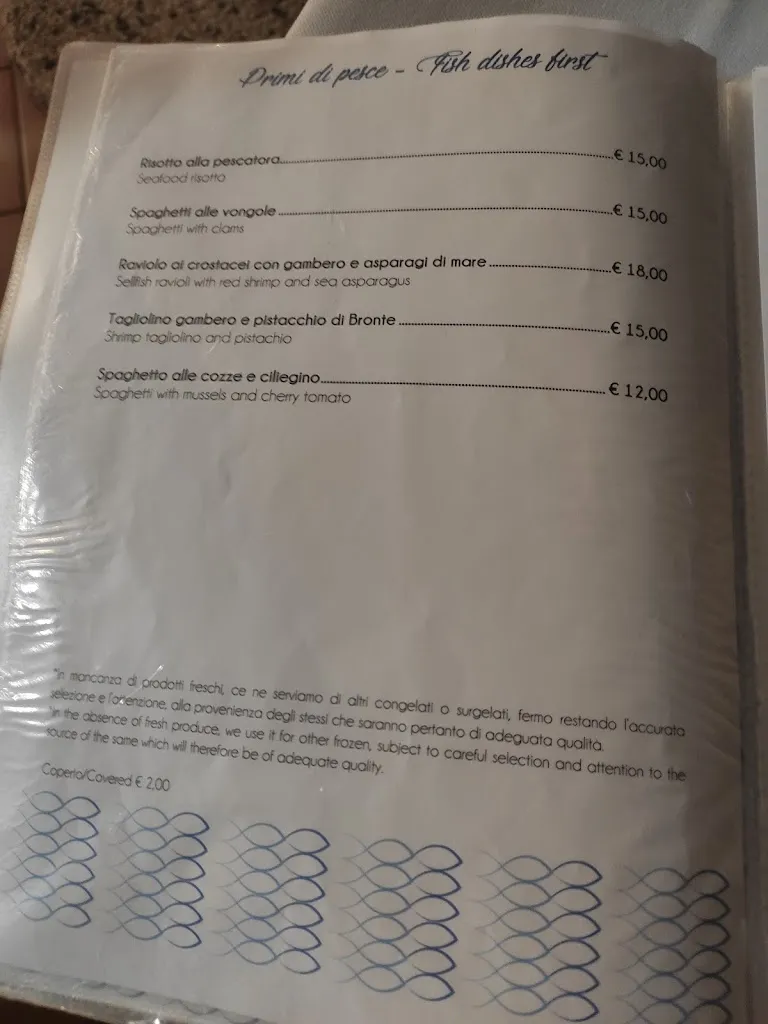 Primi di pesce - Fish dishes first
Risotto alla pescatora..........€ 15,00
Seafood risotto
Spaghetti alle vongole..........€ 15,00
Spaghetti with clams
Raviolo ai crostacei con gambero e asparagi di mare..........€ 18,00
Sellfish ravioli with red shrimp and sea asparagus
Tagliolino gambero e pistacchio di Bronte..........€ 15,00
Shrimp tagliolino and pistachio
Spaghetto alle cozze e ciliegino..........€ 12,00
Spaghetti with mussels and cherry tomato
*In mancanza di prodotti freschi, ce ne serviamo di altri congelati o surgelati, fermo restando l'accurata
selezione e l'attenzione, alla provenienza degli stessi che saranno pertanto di adeguata qualità.
*In the absence of fresh produce, we use it for other frozen, subject to careful selection and attention to the
source of the same which will therefore be of adequate quality.
Coperto/Covered € 2,00